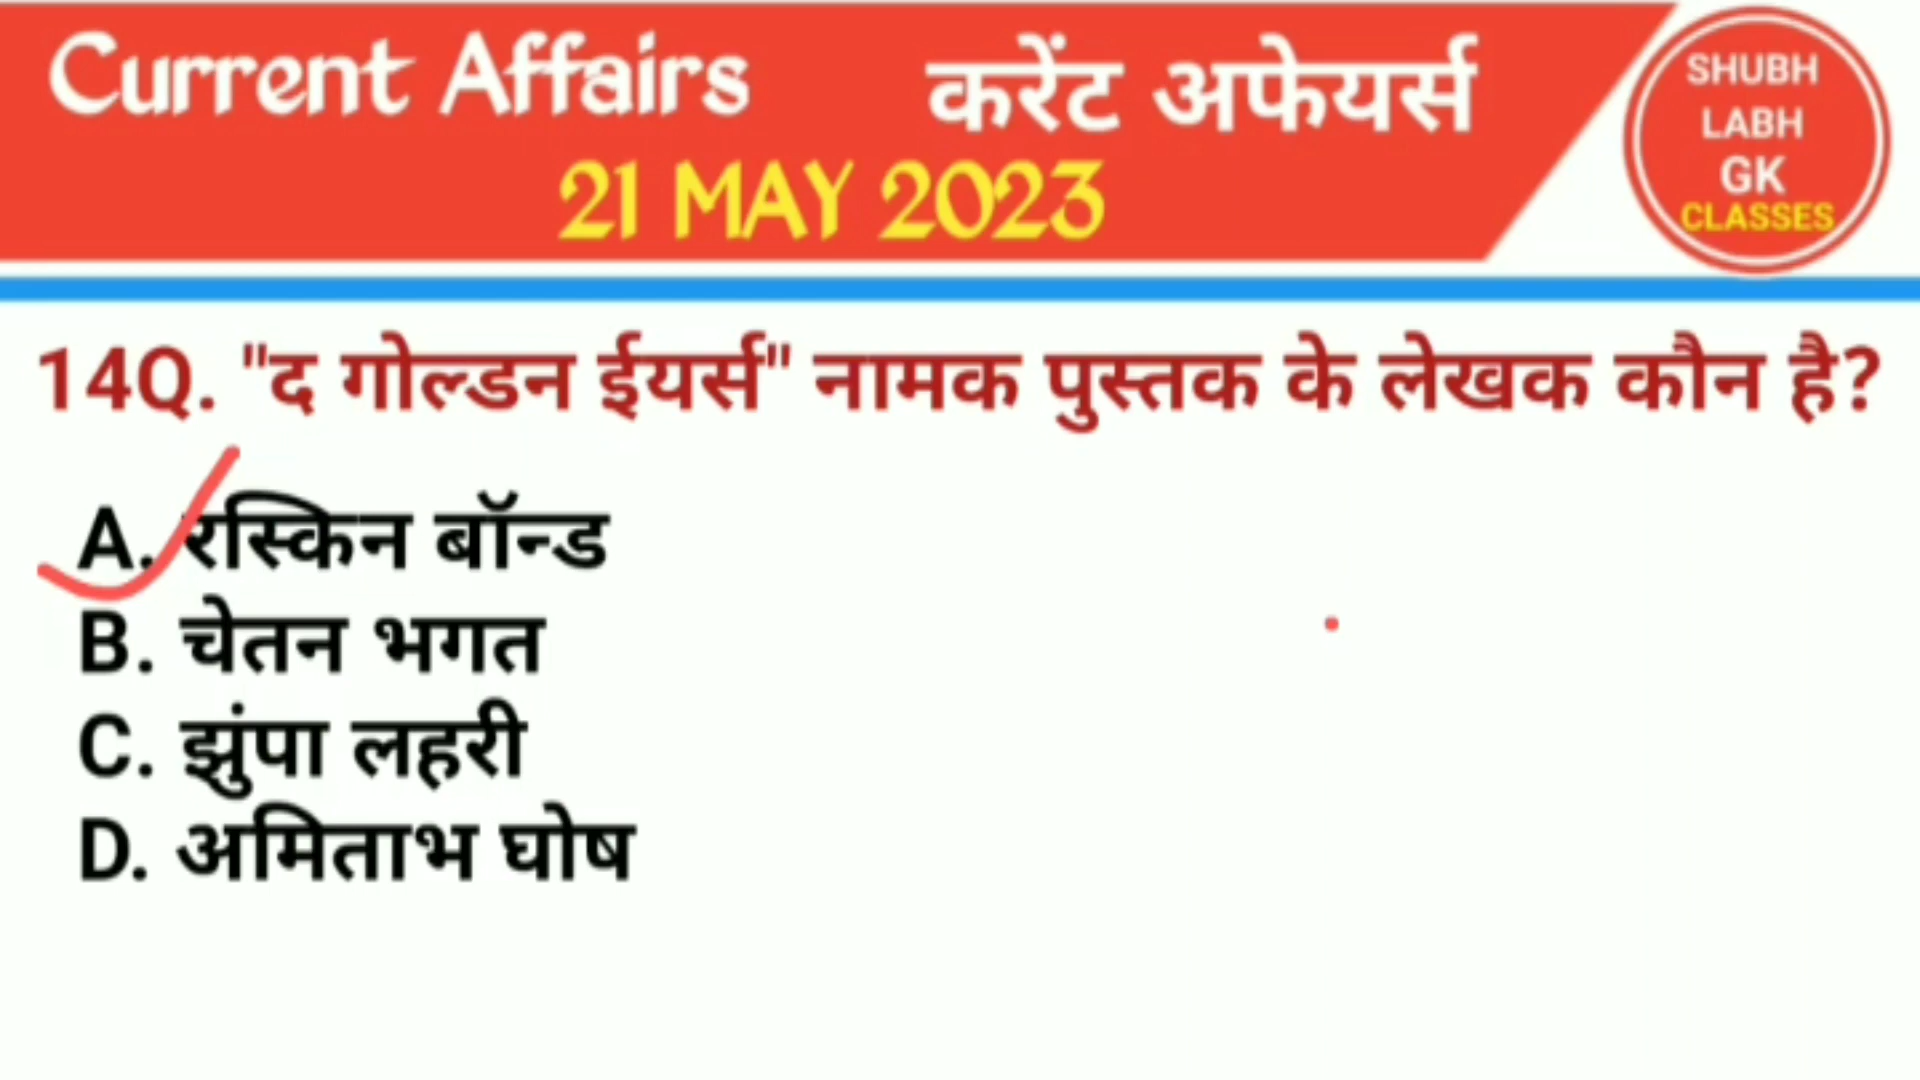 Current Affairs करेंट अफेयर्स
21 MAY 2023
SHUBH
LABH
GK
CLASSES
14Q. "द गोल्डन ईयर्स" नामक पुस्तक के लेखक कौन है?
A. रस्किन बॉन्ड
B. चेतन भगत
C. झुंपा लहरी
D. अमिताभ घोष